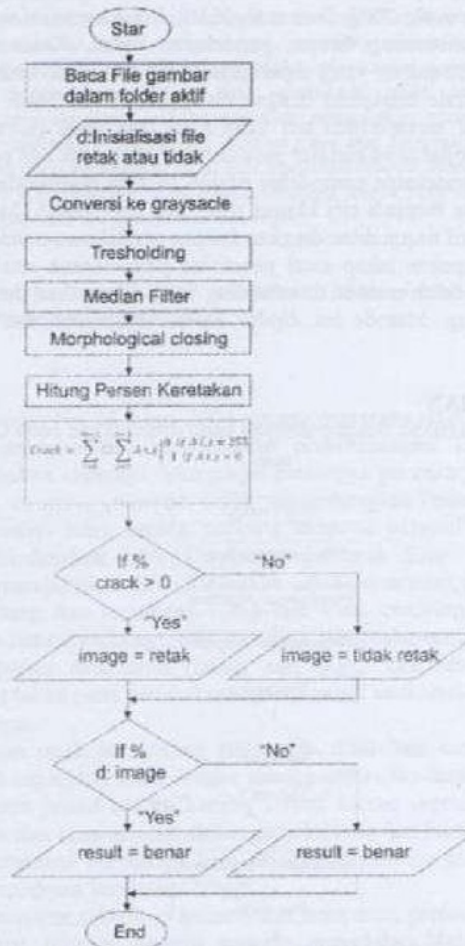 Star
Baca File gambar
dalam folder aktif
d:Inisialisasi file
retak atau tidak
Conversi ke graysacle
Tresholding
Median Filter
Morphological closing
Hitung Persen Keretakan
Crack =
If %
crack > 0
"No"
"Yes"
image = retak
image = tidak retak
If %
d: image
"No"
"Yes"
result = benar
result = benar
End